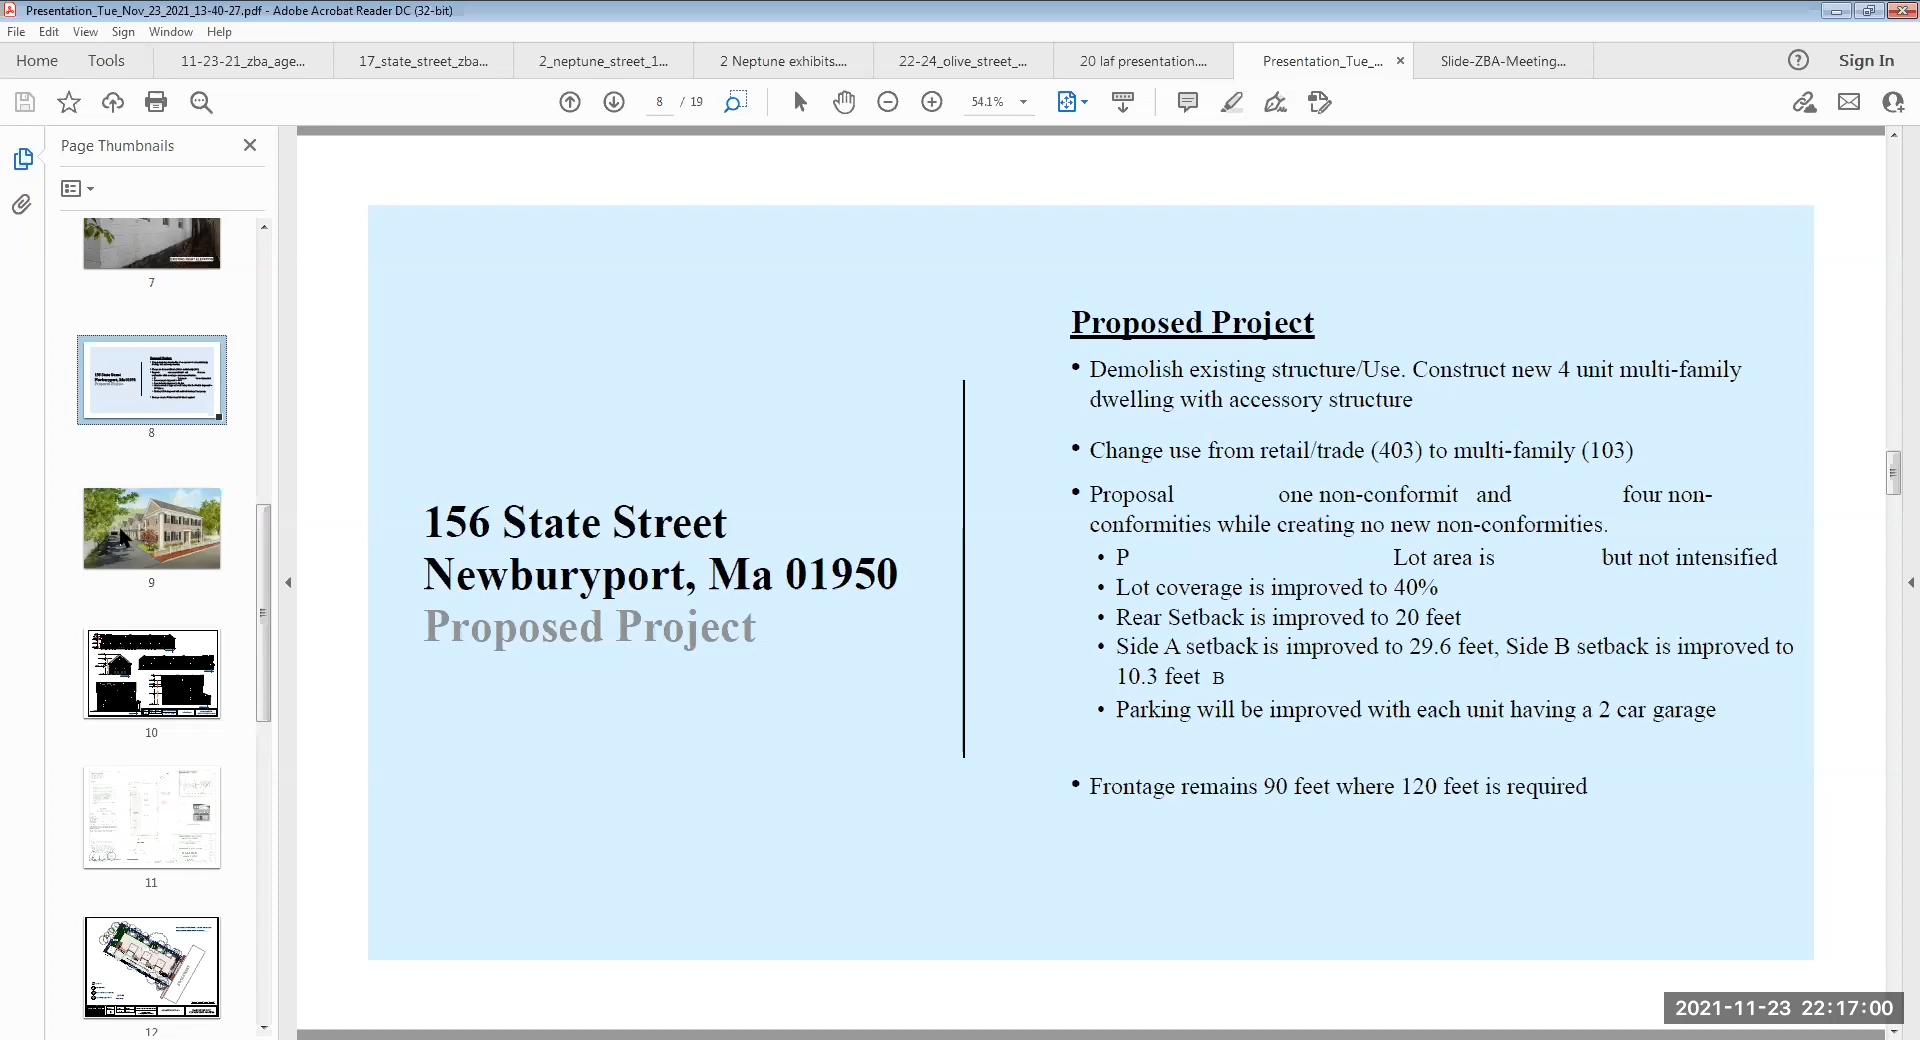 Presentation_Tue_Nov_23_2021_13-40-27.pdf - Adobe Acrobat Reader DC (32-bit)
File Edit View Sign Window Help
Home Tools 11-23-21_zba_age... 17_state_street_zba... 2_neptune_street_1... 2 Neptune exhibits.... 22-24_olive_street_... 20 laf presentation.... Presentation_Tue_... Slide-ZBA-Meeting... Sign In
8 / 19 54.1%
Page Thumbnails
7
8
9
10
11
12
156 State Street
Newburyport, Ma 01950
Proposed Project
Proposed Project
• Demolish existing structure/Use. Construct new 4 unit multi-family
dwelling with accessory structure
• Change use from retail/trade (403) to multi-family (103)
• Proposal one non-conformit and four non-
conformities while creating no new non-conformities.
• P Lot area is but not intensified
• Lot coverage is improved to 40%
• Rear Setback is improved to 20 feet
• Side A setback is improved to 29.6 feet, Side B setback is improved to
10.3 feet B
• Parking will be improved with each unit having a 2 car garage
• Frontage remains 90 feet where 120 feet is required
2021-11-23 22:17:00